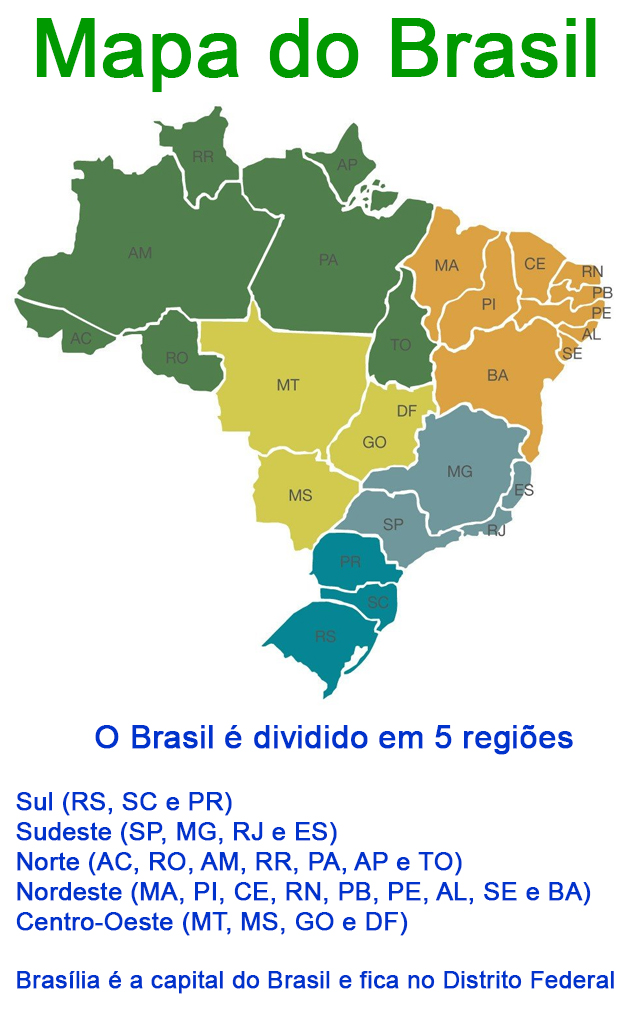 Mapa do Brasil
RR
AP
AM
PA
MA
CE
RN
PB
PI
PE
AL
AC
TO
SE
RO
BA
MT
DF
GO
MG
ES
MS
SP
RJ
PR
SC
RS
O Brasil é dividido em 5 regiões
Sul (RS, SC e PR)
Sudeste (SP, MG, RJ e ES)
Norte (AC, RO, AM, RR, PA, AP e TO)
Nordeste (MA, PI, CE, RN, PB, PE, AL, SE e BA)
Centro-Oeste (MT, MS, GO e DF)
Brasília é a capital do Brasil e fica no Distrito Federal